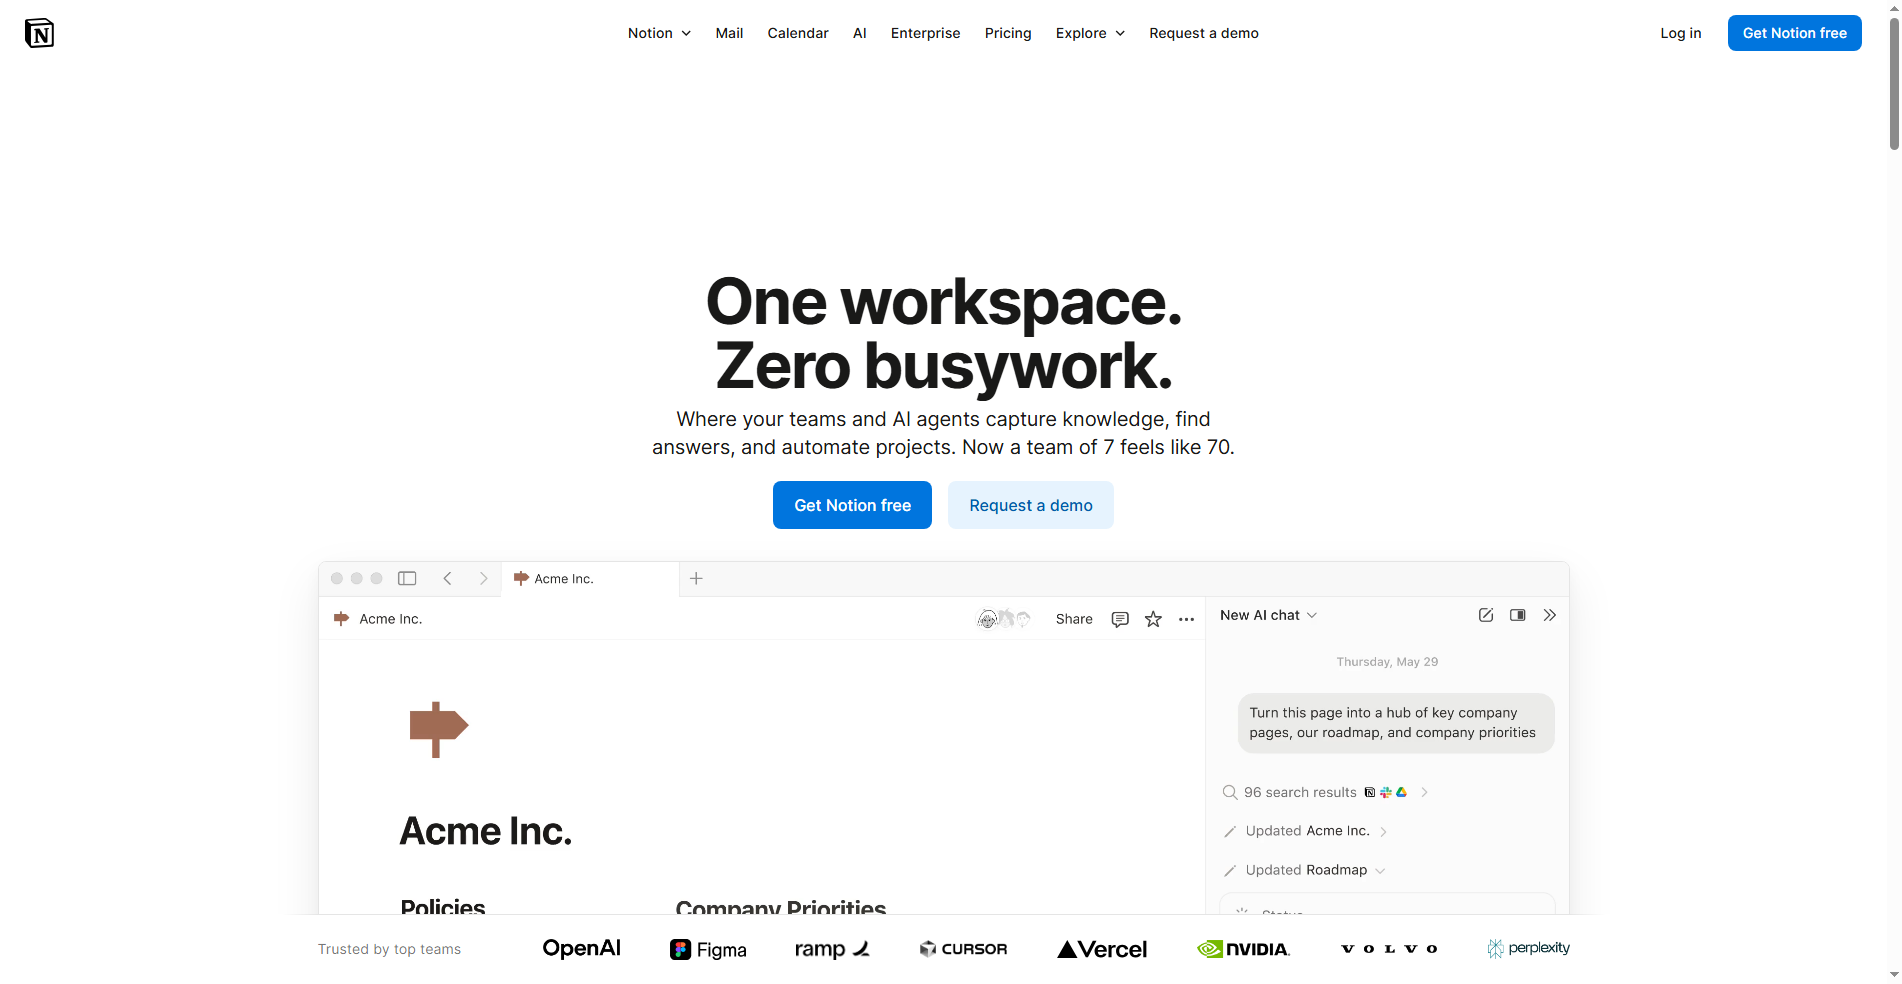 Notion
Mail
Calendar
AI
Enterprise
Pricing
Explore
Request a demo
Log in
Get Notion free
One workspace.
Zero busywork.
Where your teams and AI agents capture knowledge, find
answers, and automate projects. Now a team of 7 feels like 70.
Get Notion free
Request a demo
Acme Inc.
Acme Inc.
Share
New AI chat
Thursday, May 29
Turn this page into a hub of key company
pages, our roadmap, and company priorities
96 search results
Updated Acme Inc.
Updated Roadmap
Status
Acme Inc.
Policies
Company Priorities
Trusted by top teams
OpenAI
Figma
ramp
CURSOR
Vercel
NVIDIA.
VOLVO
perplexity